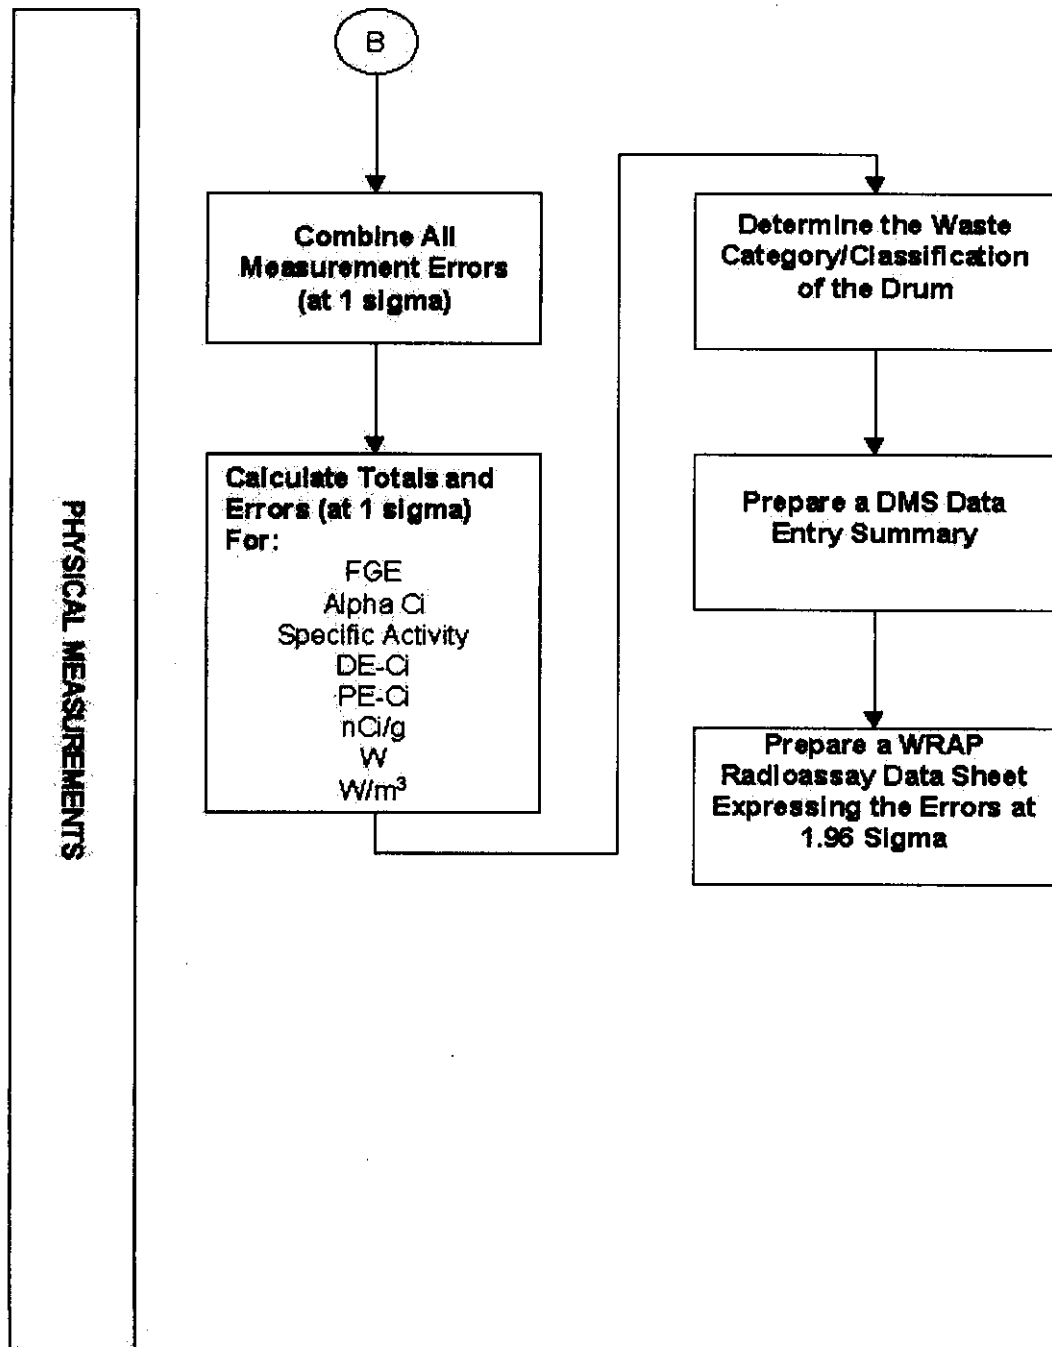 PHYSICAL MEASUREMENTS
B
Combine All
Measurement Errors
(at 1 sigma)
Calculate Totals and
Errors (at 1 sigma)
For:
FGE
Alpha Ci
Specific Activity
DE-Ci
PE-Ci
nCi/g
W
W/m³
Determine the Waste
Category/Classification
of the Drum
Prepare a DMS Data
Entry Summary
Prepare a WRAP
Radioassay Data Sheet
Expressing the Errors at
1.96 Sigma